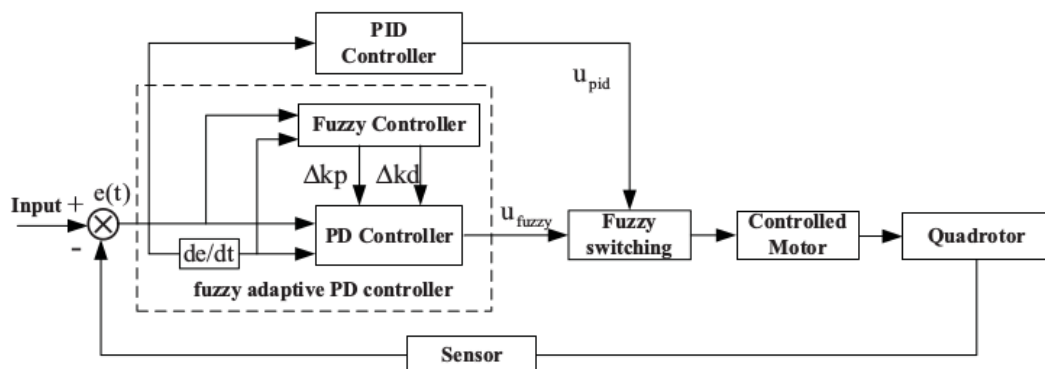 PID
Controller
u_pid
Fuzzy Controller
Δkp
Δkd
Input
+
e(t)
-
de/dt
PD Controller
fuzzy adaptive PD controller
u_fuzzy
Fuzzy
switching
Controlled
Motor
Quadrotor
Sensor